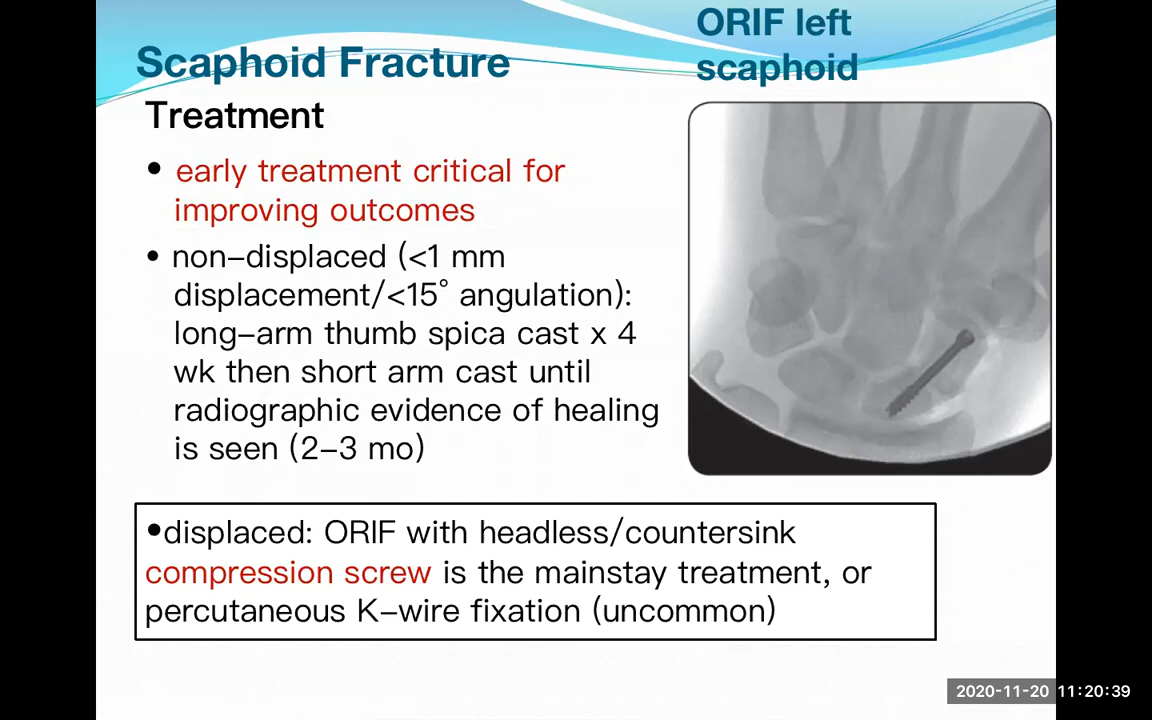 ORIF left
scaphoid
Scaphoid Fracture
Treatment
• early treatment critical for
improving outcomes
• non-displaced (<1 mm
displacement/<15° angulation):
long-arm thumb spica cast x 4
wk then short arm cast until
radiographic evidence of healing
is seen (2-3 mo)
•displaced: ORIF with headless/countersink
compression screw is the mainstay treatment, or
percutaneous K-wire fixation (uncommon)
2020-11-20 11:20:39